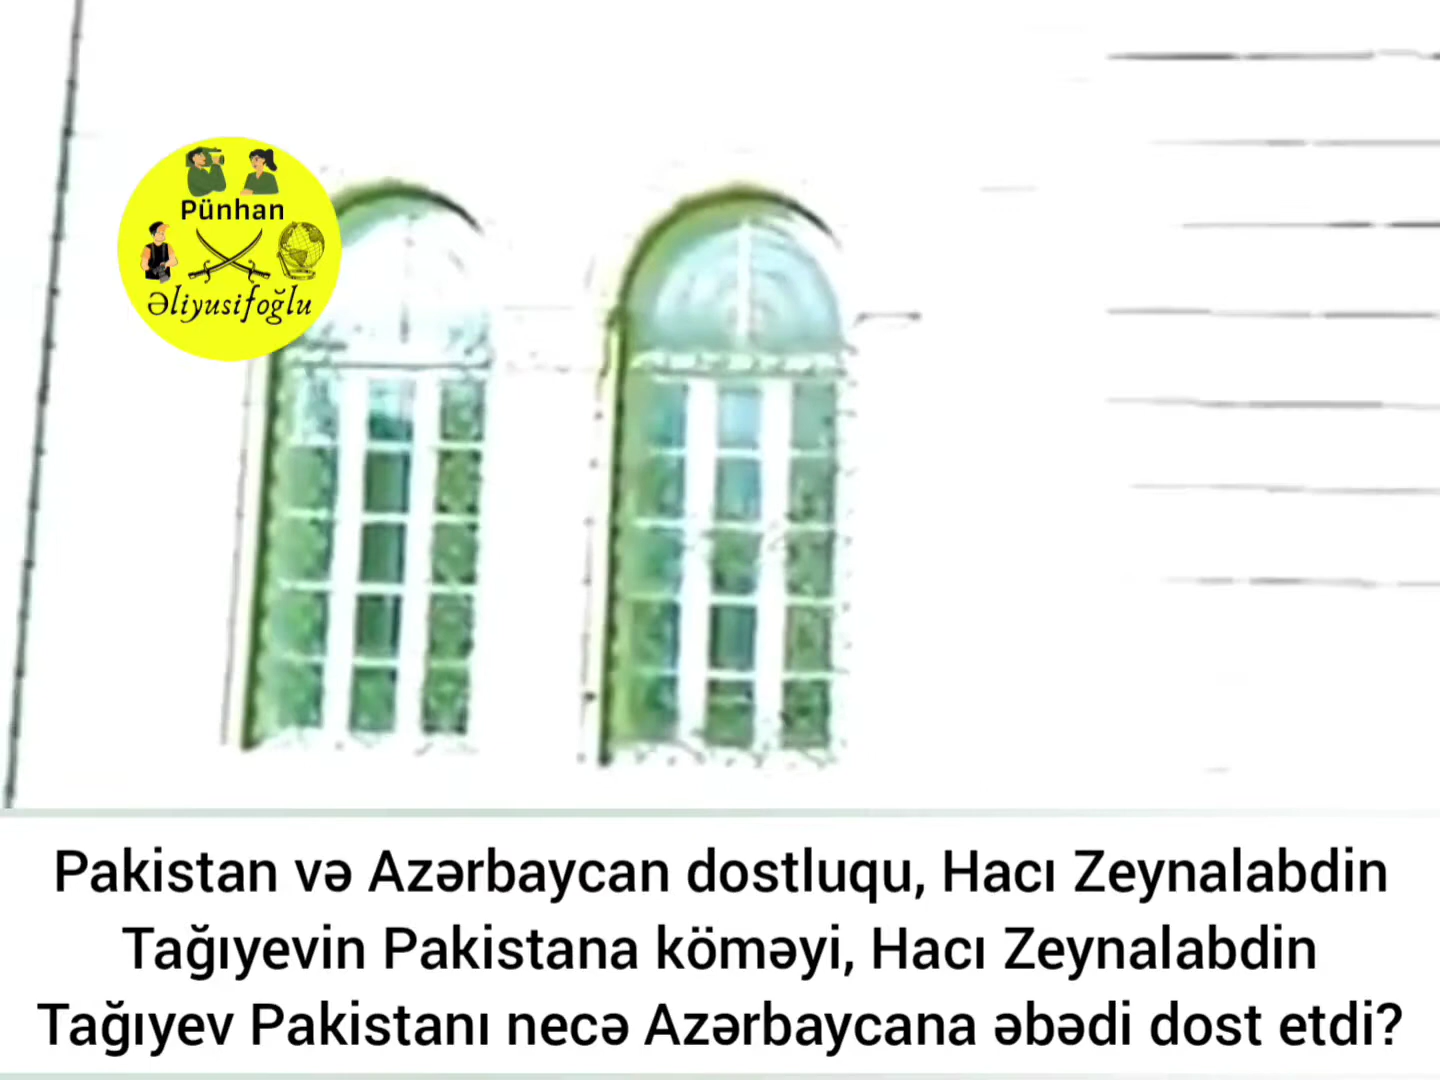 Pünhan
Əliyusifoğlu
Pakistan və Azərbaycan dostluqu, Hacı Zeynalabdin
Tağıyevin Pakistana köməyi, Hacı Zeynalabdin
Tağıyev Pakistanı necə Azərbaycana əbədi dost etdi?